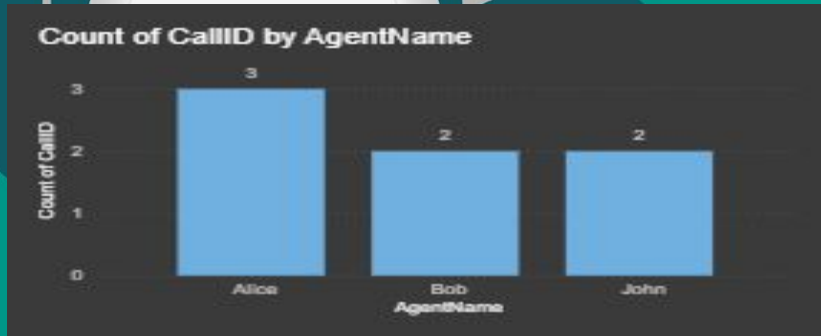 Count of CallID by AgentName
3
2
2
Count of CallID
3
2
1
0
Alice
Bob
John
AgentName